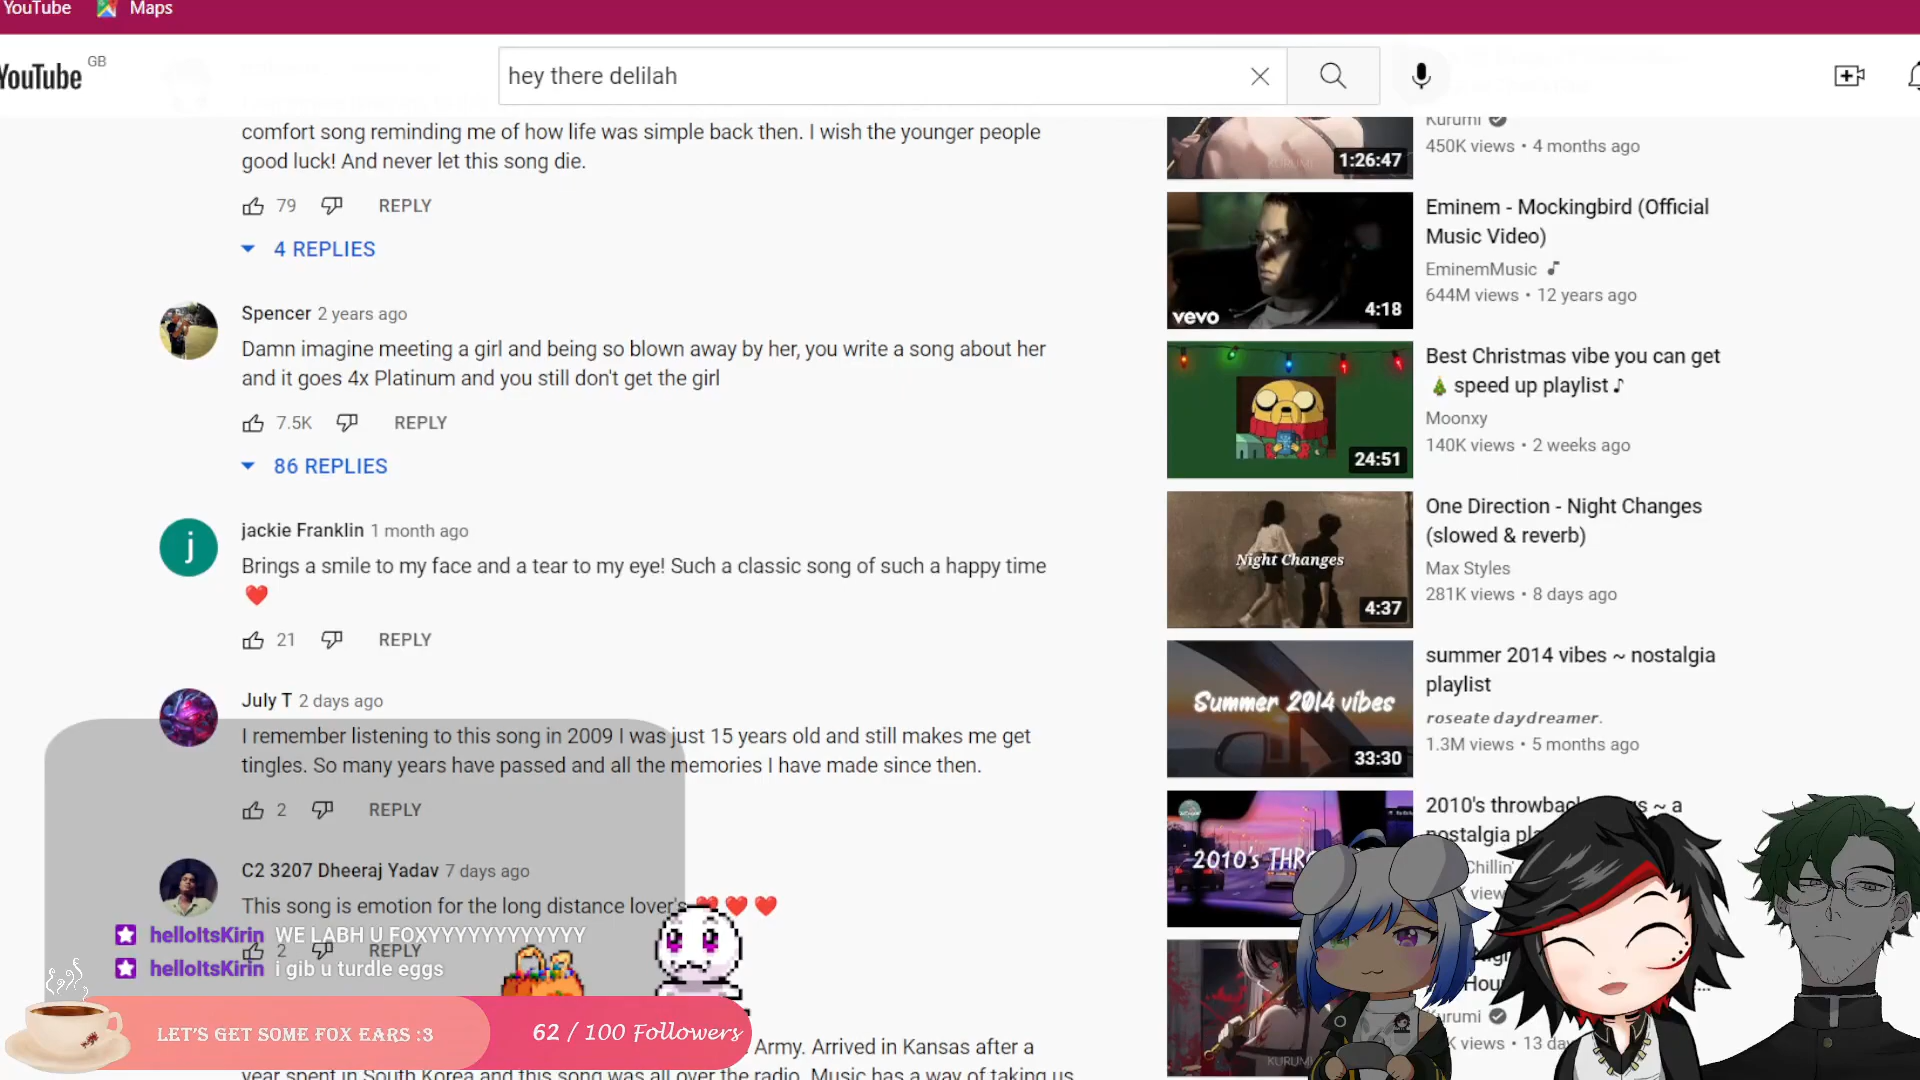 YouTube Maps
YouTube GB
hey there delilah
comfort song reminding me of how life was simple back then. I wish the younger people
good luck! And never let this song die.
79 REPLY
4 REPLIES
Spencer 2 years ago
Damn imagine meeting a girl and being so blown away by her, you write a song about her
and it goes 4x Platinum and you still don't get the girl
7.5K REPLY
86 REPLIES
jackie Franklin 1 month ago
j
Brings a smile to my face and a tear to my eye! Such a classic song of such a happy time
❤️
21 REPLY
July T 2 days ago
I remember listening to this song in 2009 I was just 15 years old and still makes me get
tingles. So many years have passed and all the memories I have made since then.
2 REPLY
C2 3207 Dheeraj Yadav 7 days ago
This song is emotion for the long distance lover's ❤️❤️❤️
2 REPLY
helloItsKirin WE LABH U FOXYYYYYYYYYYYY
helloItsKirin i gib u turdle eggs
LET'S GET SOME FOX EARS :3
62 / 100 Followers
Army. Arrived in Kansas after a
year spent in South Korea and this song was all over the radio. Music has a way of taking us
Kurumi
450K views • 4 months ago
KURUMI
1:26:47
Eminem - Mockingbird (Official
Music Video)
EminemMusic
644M views • 12 years ago
vevo
4:18
Best Christmas vibe you can get
🎄 speed up playlist ♪
Moonxy
140K views • 2 weeks ago
24:51
One Direction - Night Changes
(slowed & reverb)
Max Styles
281K views • 8 days ago
Night Changes
4:37
summer 2014 vibes ~ nostalgia
playlist
roseate daydreamer.
1.3M views • 5 months ago
Summer 2014 vibes
33:30
2010's throwback ~ a
nostalgia
Chillin'
2010's
Kurumi
views • 13
KURUMI